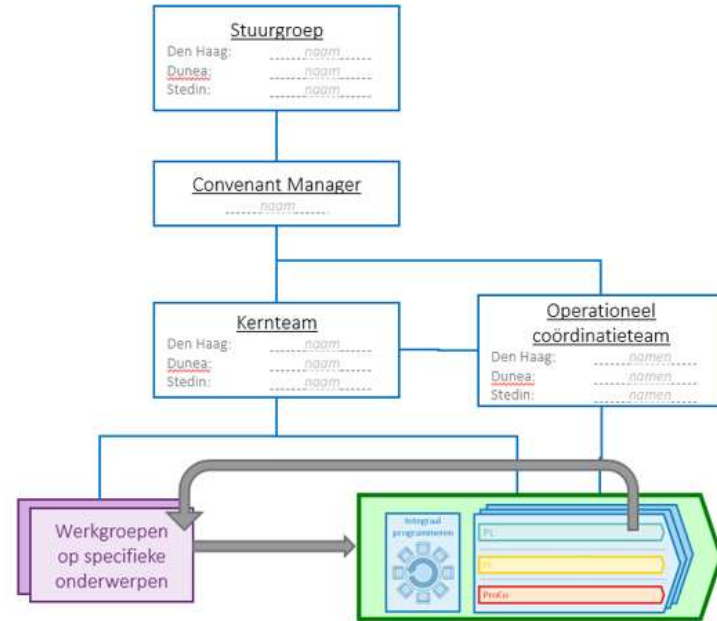 Stuurgroep
Den Haag: naam
Dunea: naam
Stedin: naam
Convenant Manager
naam
Kernteam
Den Haag: naam
Dunea: naam
Stedin: naam
Operationeel
coördinatieteam
Den Haag: namen
Dunea: namen
Stedin: namen
Werkgroepen
op specifieke
onderwerpen
Integraal
programmeren
PL
ProCo